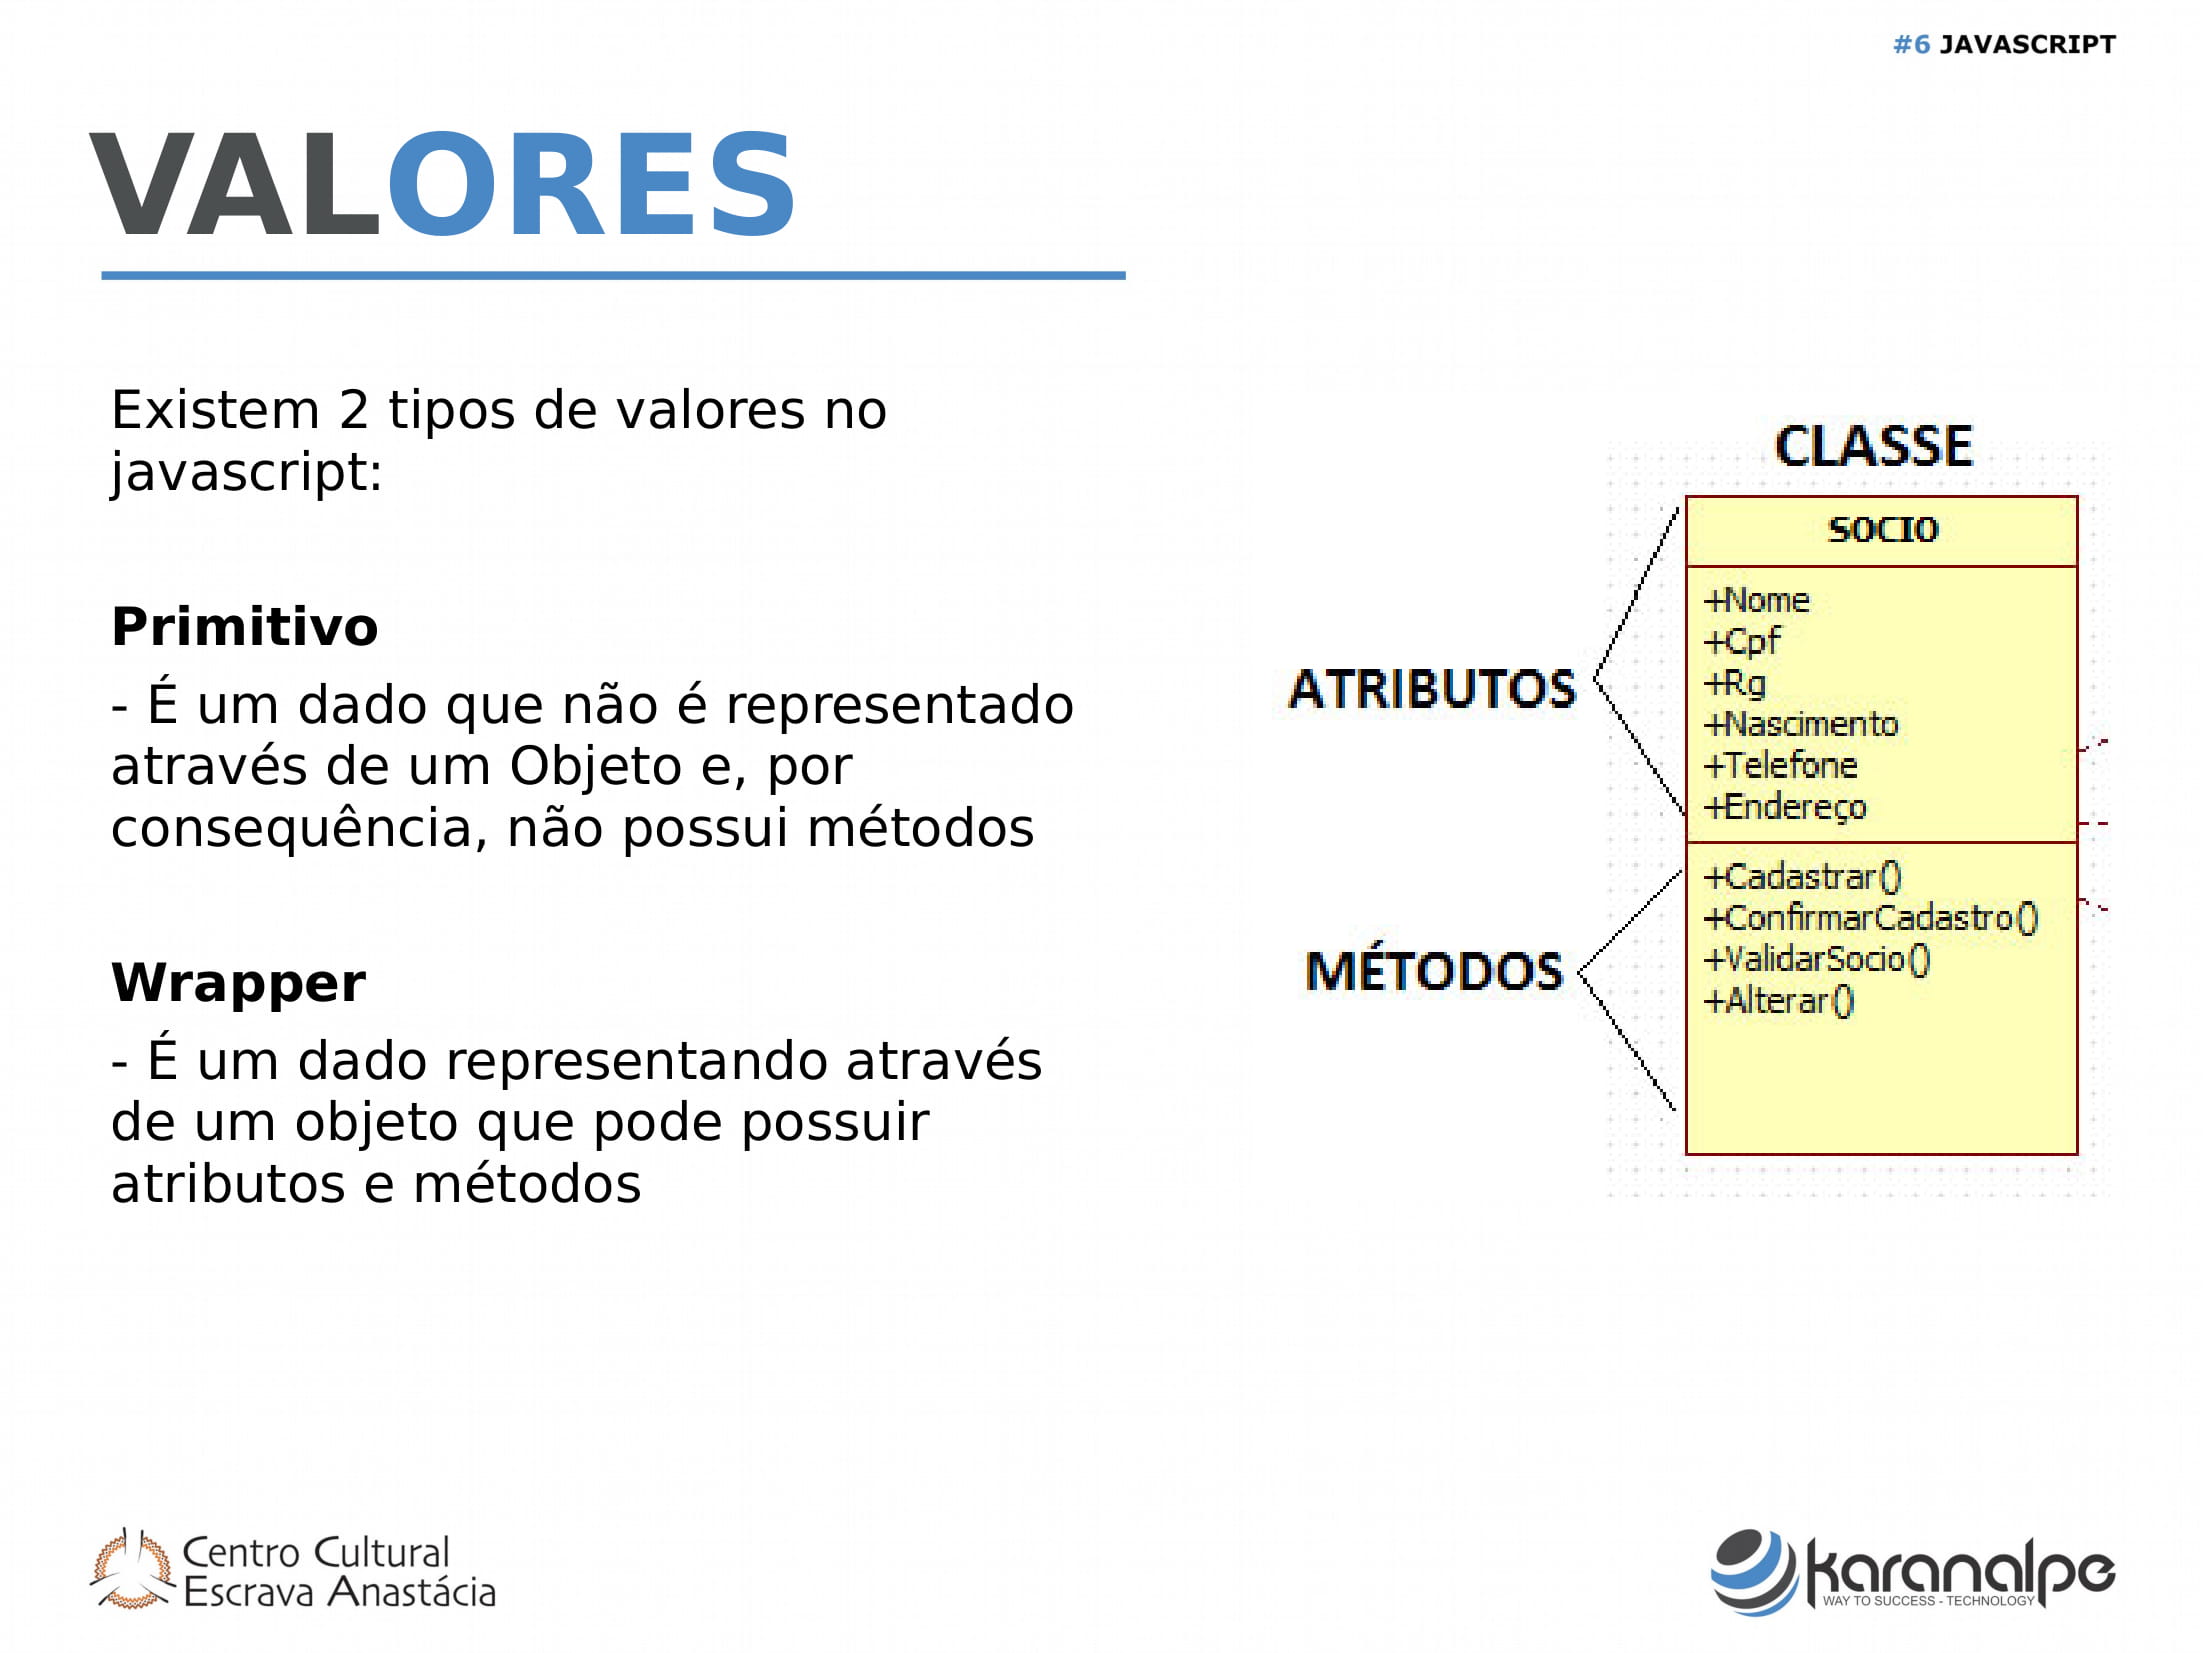 #6 JAVASCRIPT
VALORES
Existem 2 tipos de valores no
javascript:
Primitivo
- É um dado que não é representado
através de um Objeto e, por
consequência, não possui métodos
Wrapper
- É um dado representando através
de um objeto que pode possuir
atributos e métodos
CLASSE
SOCIO
ATRIBUTOS
+Nome
+Cpf
+Rg
+Nascimento
+Telefone
+Endereço
MÉTODOS
+Cadastrar()
+ConfirmarCadastro()
+ValidarSocio()
+Alterar()
Centro Cultural
Escrava Anastácia
karanalpe
WAY TO SUCCESS - TECHNOLOGY